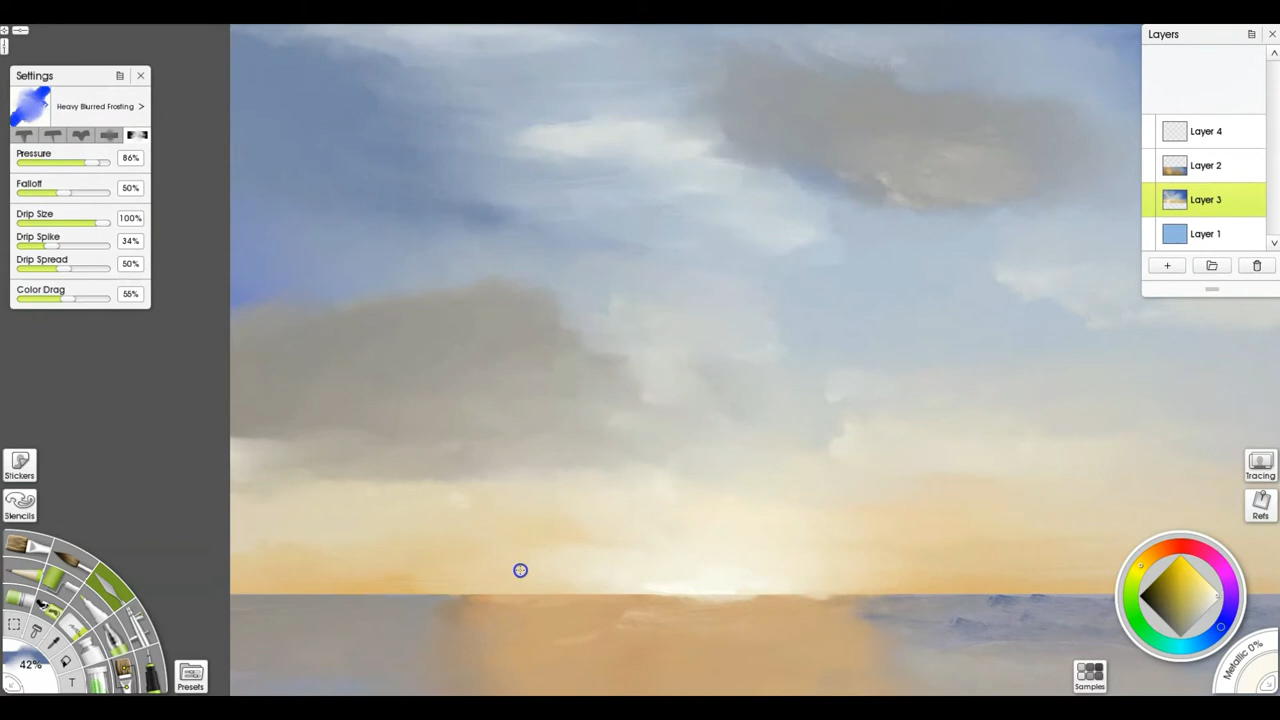 Settings
Heavy Blurred Frosting >
Pressure
86%
Falloff
50%
Drip Size
100%
Drip Spike
34%
Drip Spread
50%
Color Drag
55%
Layers
Layer 4
Layer 2
Layer 3
Layer 1
Stickers
Stencils
Tracing
Refs
42%
T
Presets
Samples
Metallic 0%